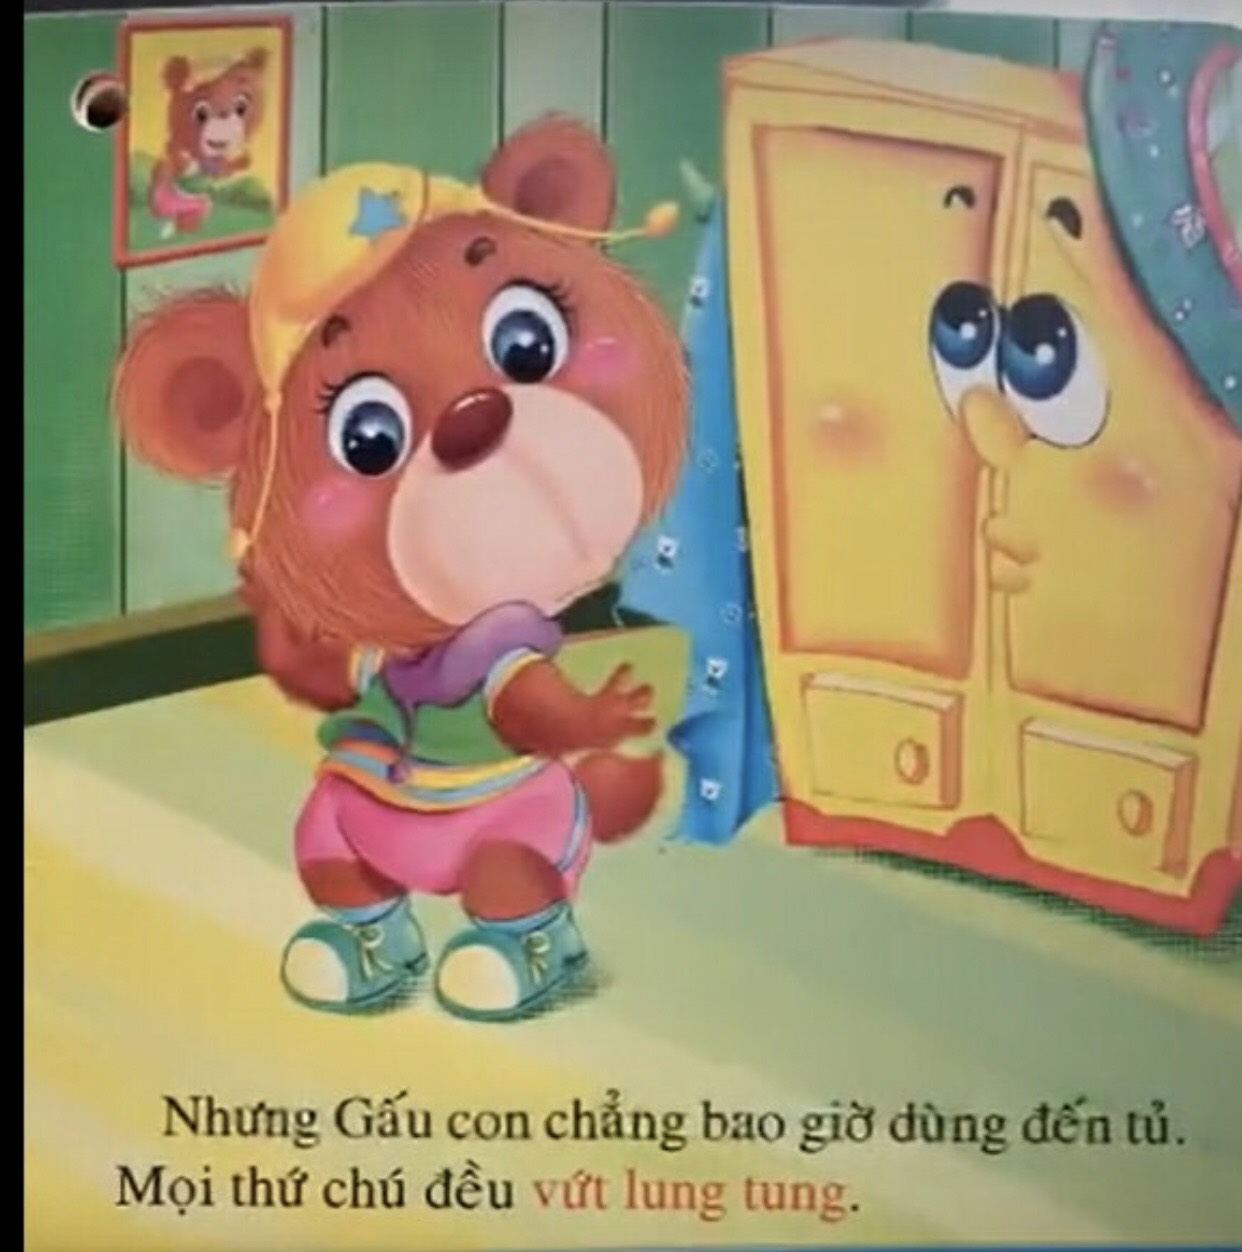 Nhưng Gấu con chẳng bao giờ dùng đến tủ.
Mọi thứ chú đều vứt lung tung.